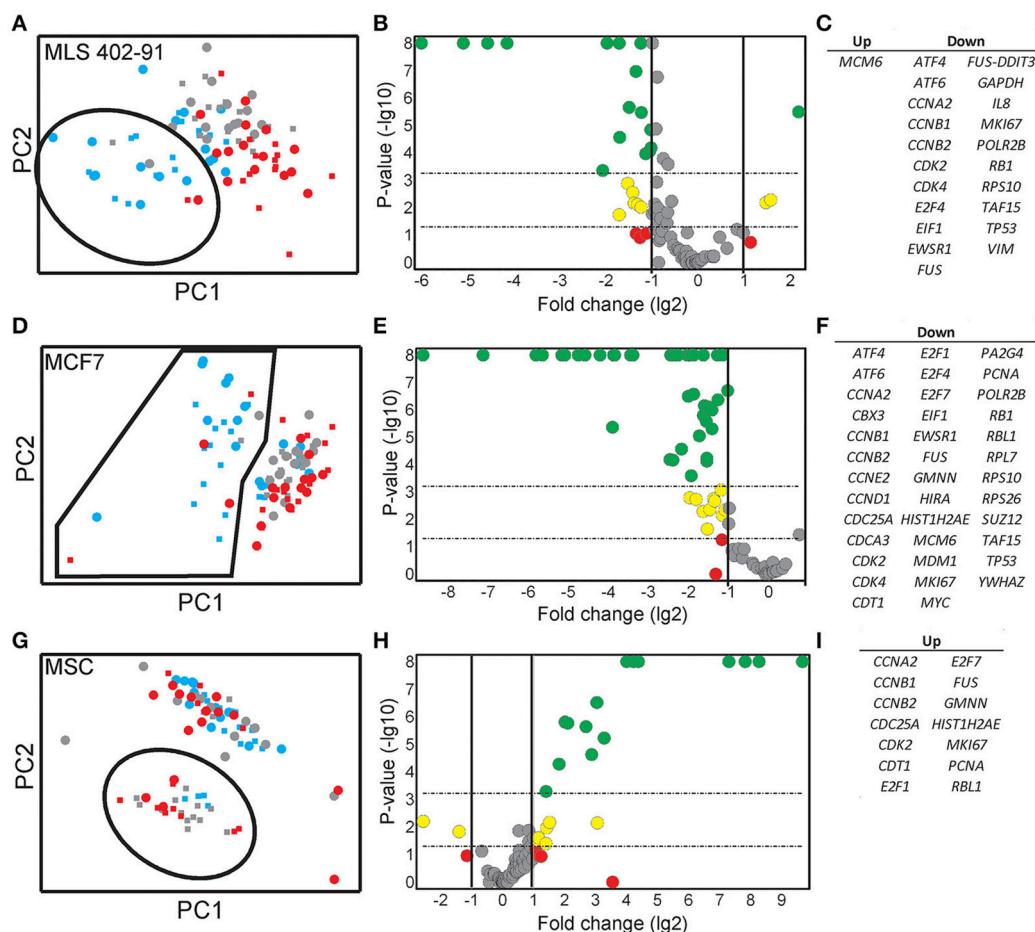 A
MLS 402-91
PC2
PC1
B
P-value (-lg10)
8
7
6
5
4
3
2
1
0
-6 -5 -4 -3 -2 -1 0 1 2
Fold change (lg2)
C
Up Down
MCM6 ATF4 FUS-DDIT3
ATF6 GAPDH
CCNA2 IL8
CCNB1 MKI67
CCNB2 POLR2B
CDK2 RB1
CDK4 RPS10
E2F4 TAF15
EIF1 TP53
EWSR1 VIM
FUS
D
MCF7
PC2
PC1
E
P-value (-lg10)
8
7
6
5
4
3
2
1
0
-8 -7 -6 -5 -4 -3 -2 -1 0
Fold change (lg2)
F
Down
ATF4 E2F1 PA2G4
ATF6 E2F4 PCNA
CCNA2 E2F7 POLR2B
CBX3 EIF1 RB1
CCNB1 EWSR1 RBL1
CCNB2 FUS RPL7
CCNE2 GMNN RPS10
CCND1 HIRA RPS26
CDC25A HIST1H2AE SUZ12
CDCA3 MCM6 TAF15
CDK2 MDM1 TP53
CDK4 MKI67 YWHAZ
CDT1 MYC
G
MSC
PC2
PC1
H
P-value (-lg10)
8
7
6
5
4
3
2
1
0
-2 -1 0 1 2 3 4 5 6 7 8 9
Fold change (lg2)
I
Up
CCNA2 E2F7
CCNB1 FUS
CCNB2 GMNN
CDC25A HIST1H2AE
CDK2 MKI67
CDT1 PCNA
E2F1 RBL1